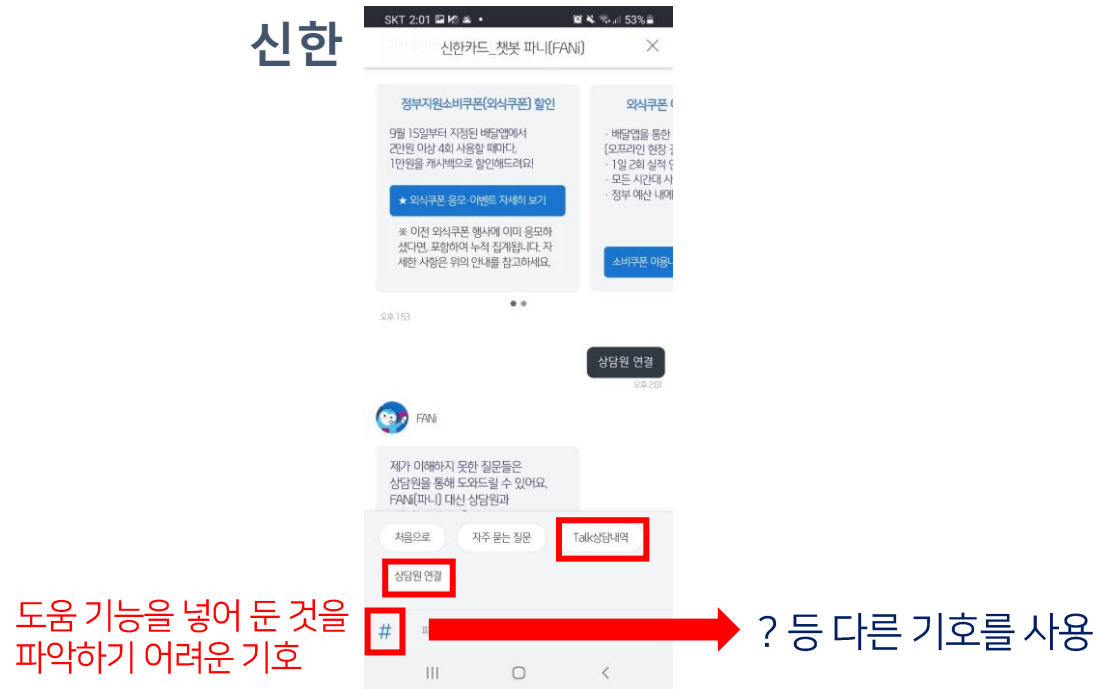 신한
SKT 2:01
53%
신한카드_챗봇 파니(FANi)
정부지원소비쿠폰(외식쿠폰) 할인
9월 15일부터 지정된 배달앱에서
2만원 이상 4회 사용할 때마다,
1만원을 캐시백으로 할인해드려요!
★ 외식쿠폰 응모·이벤트 자세히 보기
※ 이전 외식쿠폰 행사에 이미 응모하
셨다면, 포함하여 누적 집계됩니다. 자
세한 사항은 위의 안내를 참고하세요.
외식쿠폰
· 배달앱을 통한
(오프라인 현장
· 1일 2회 실적
· 모든 시간대 사
· 정부 예산 내에
소비쿠폰 이용
오후 1:53
상담원 연결
오후 2:01
FANi
제가 이해하지 못한 질문들은
상담원을 통해 도와드릴 수 있어요.
FANi(파니) 대신 상담원과
처음으로
자주 묻는 질문
Talk상담내역
상담원 연결
#
도움 기능을 넣어 둔 것을
파악하기 어려운 기호
? 등 다른 기호를 사용